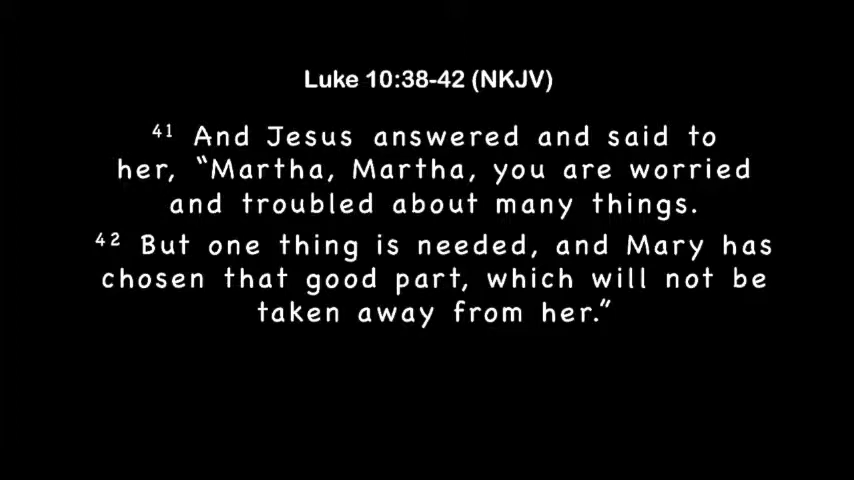 Luke 10:38-42 (NKJV)
41 And Jesus answered and said to
her, “Martha, Martha, you are worried
and troubled about many things.
42 But one thing is needed, and Mary has
chosen that good part, which will not be
taken away from her.”